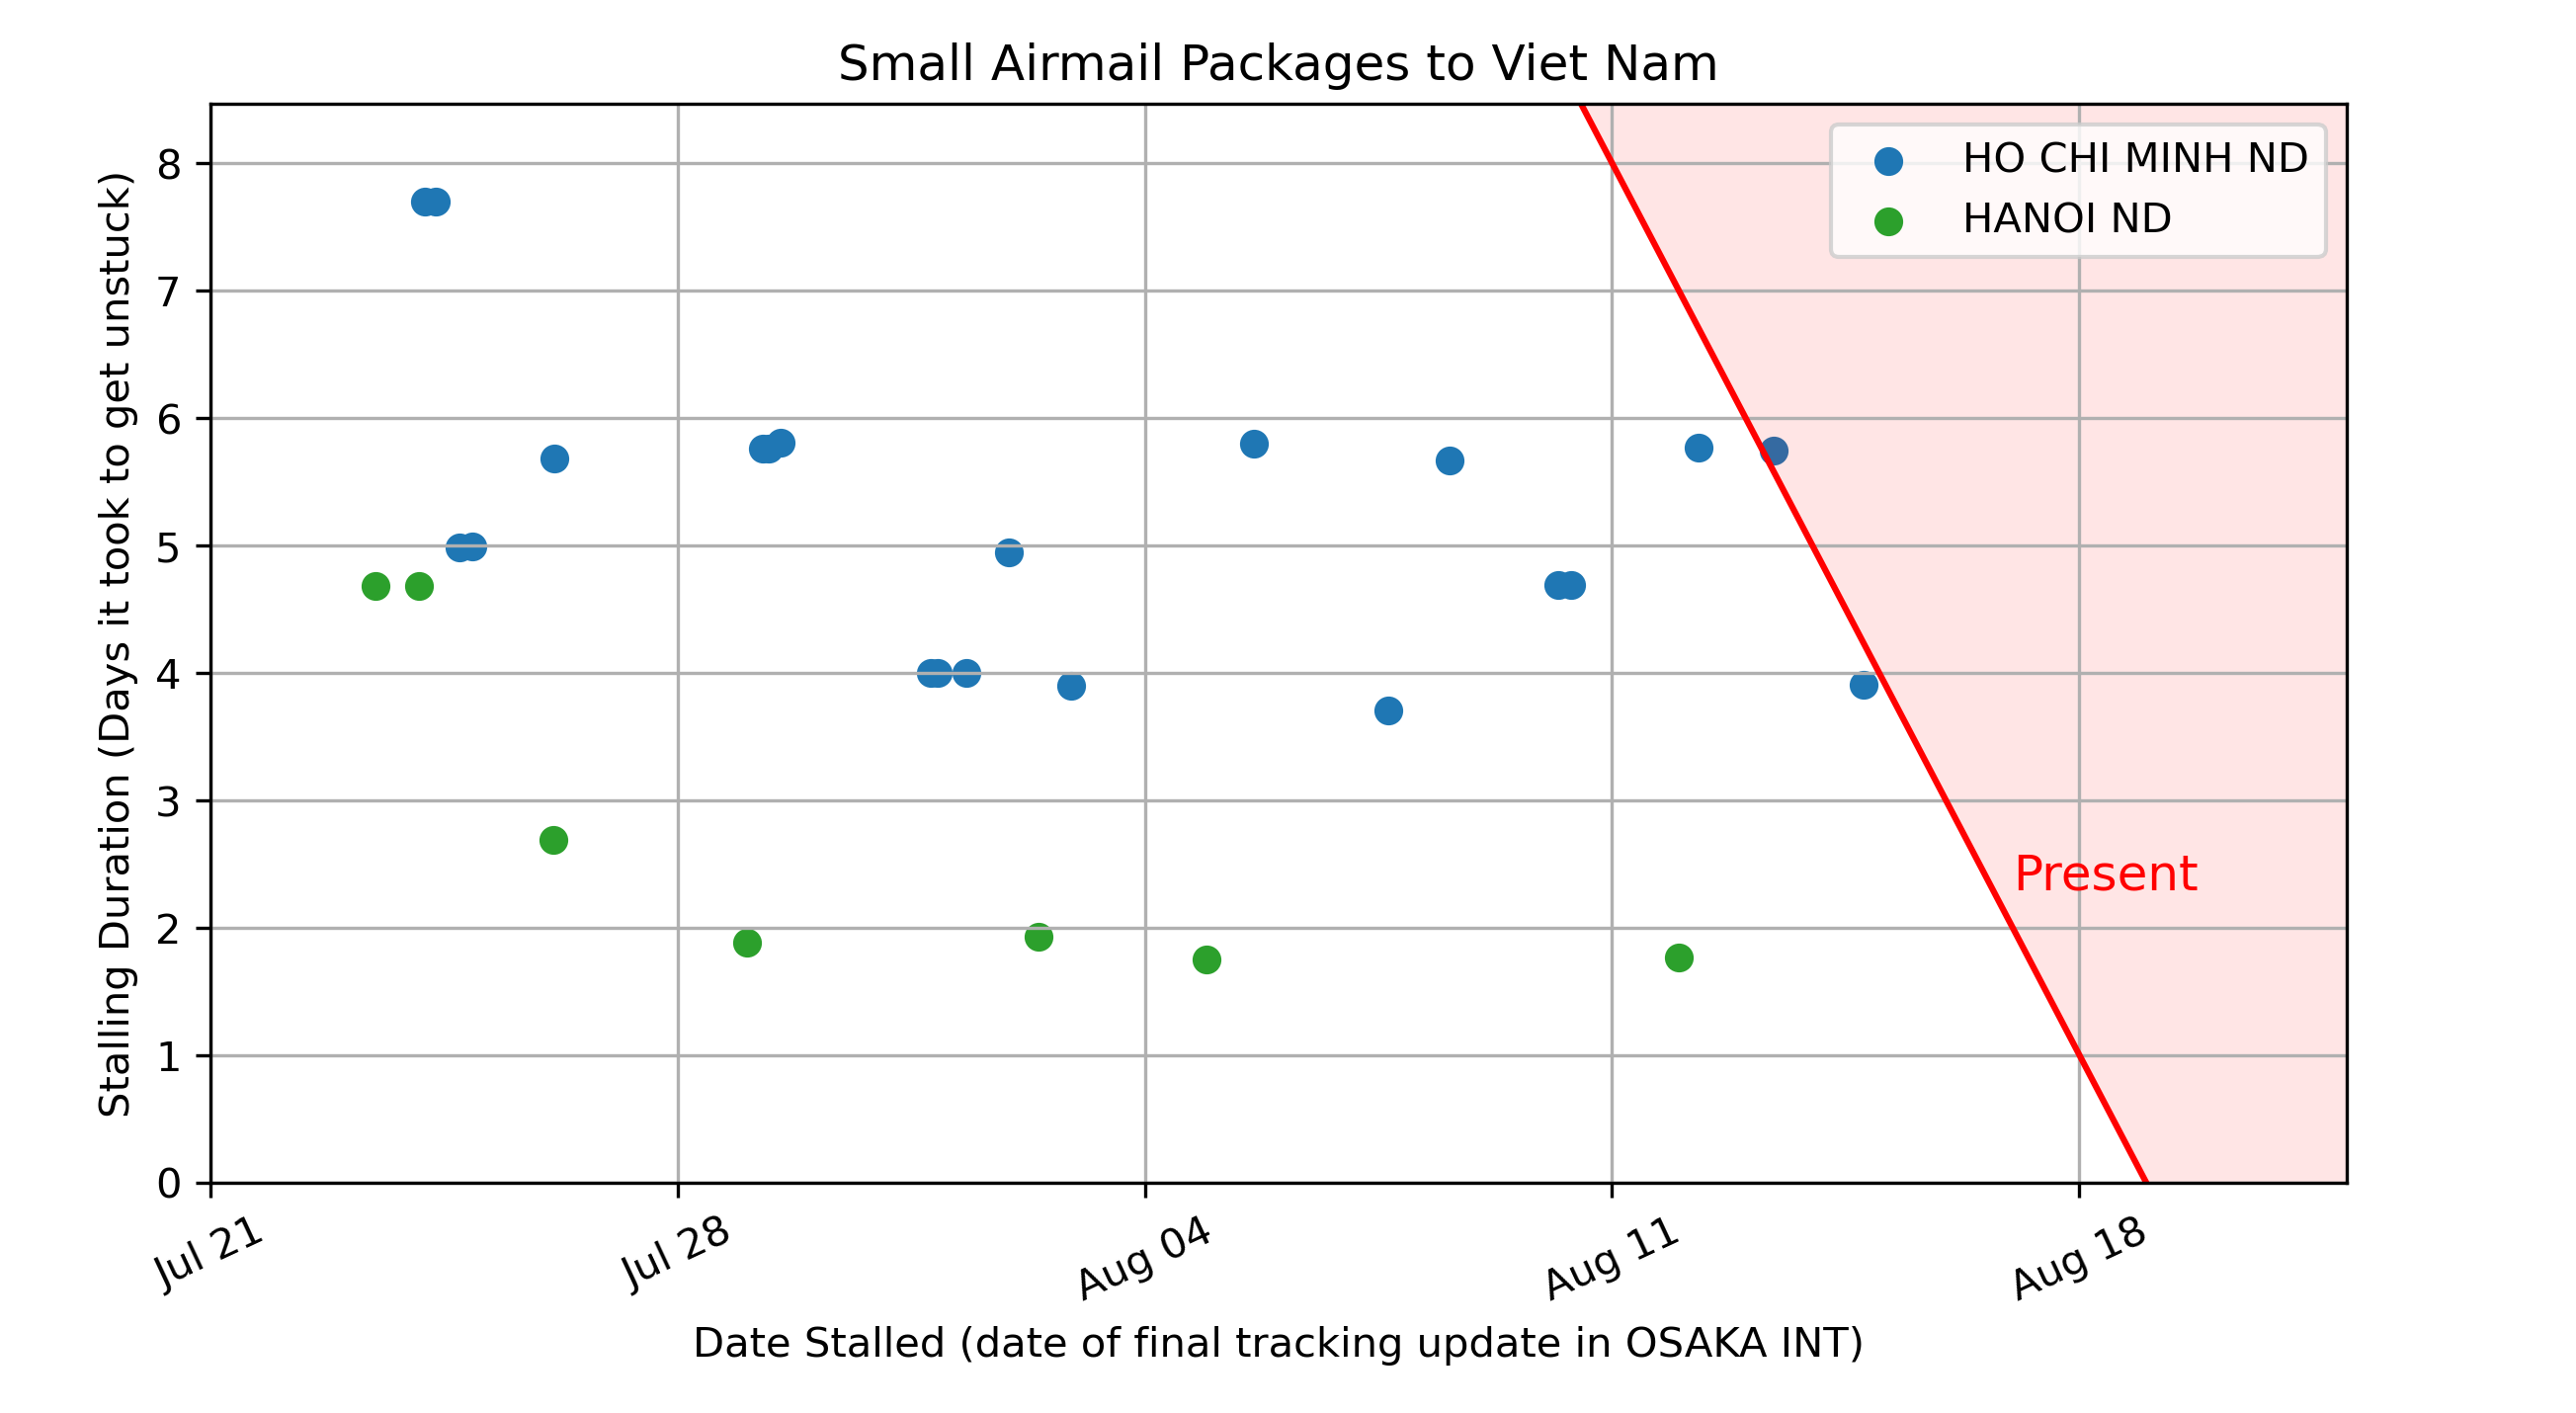 Small Airmail Packages to Viet Nam
HO CHI MINH ND
HANOI ND
Stalling Duration (Days it took to get unstuck)
8
7
6
5
4
3
2
1
0
Present
Jul 21
Jul 28
Aug 04
Aug 11
Aug 18
Date Stalled (date of final tracking update in OSAKA INT)